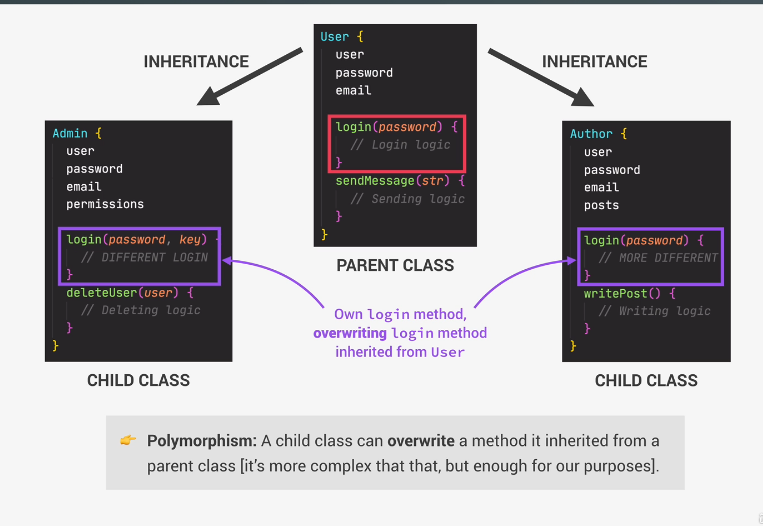 INHERITANCE
INHERITANCE
User {
user
password
email
login(password) {
// Login logic
}
sendMessage(str) {
// Sending logic
}
}
PARENT CLASS
Admin {
user
password
email
permissions
login(password, key) {
// DIFFERENT LOGIN
}
deleteUser(user) {
// Deleting logic
}
}
CHILD CLASS
Author {
user
password
email
posts
login(password) {
// MORE DIFFERENT
}
writePost() {
// Writing logic
}
}
CHILD CLASS
Own login method,
overwriting login method
inherited from User
👉 Polymorphism: A child class can overwrite a method it inherited from a
parent class [it’s more complex that that, but enough for our purposes].